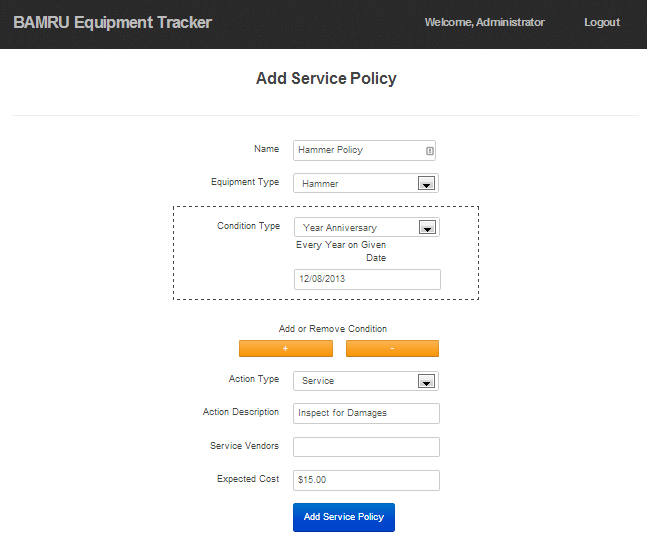 BAMRU Equipment Tracker Welcome, Administrator Logout
Add Service Policy
Name Hammer Policy
Equipment Type Hammer
Condition Type Year Anniversary
Every Year on Given
Date
12/08/2013
Add or Remove Condition
+ -
Action Type Service
Action Description Inspect for Damages
Service Vendors
Expected Cost $15.00
Add Service Policy